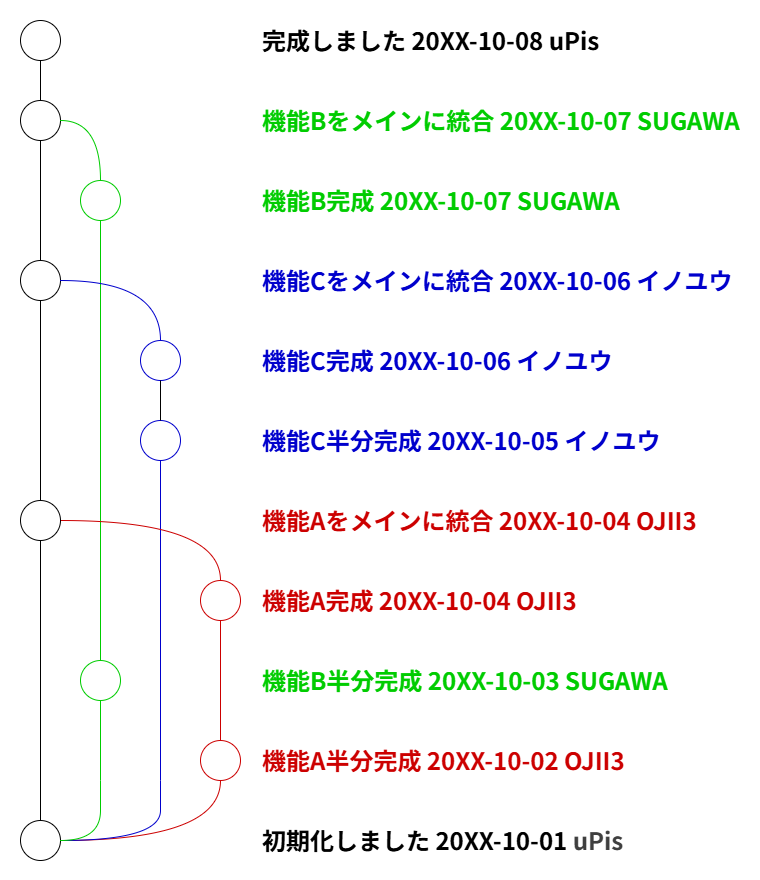 完成しました 20XX-10-08 uPis
機能Bをメインに統合 20XX-10-07 SUGAWA
機能B完成 20XX-10-07 SUGAWA
機能Cをメインに統合 20XX-10-06 イノユウ
機能C完成 20XX-10-06 イノユウ
機能C半分完成 20XX-10-05 イノユウ
機能Aをメインに統合 20XX-10-04 OJII3
機能A完成 20XX-10-04 OJII3
機能B半分完成 20XX-10-03 SUGAWA
機能A半分完成 20XX-10-02 OJII3
初期化しました 20XX-10-01 uPis